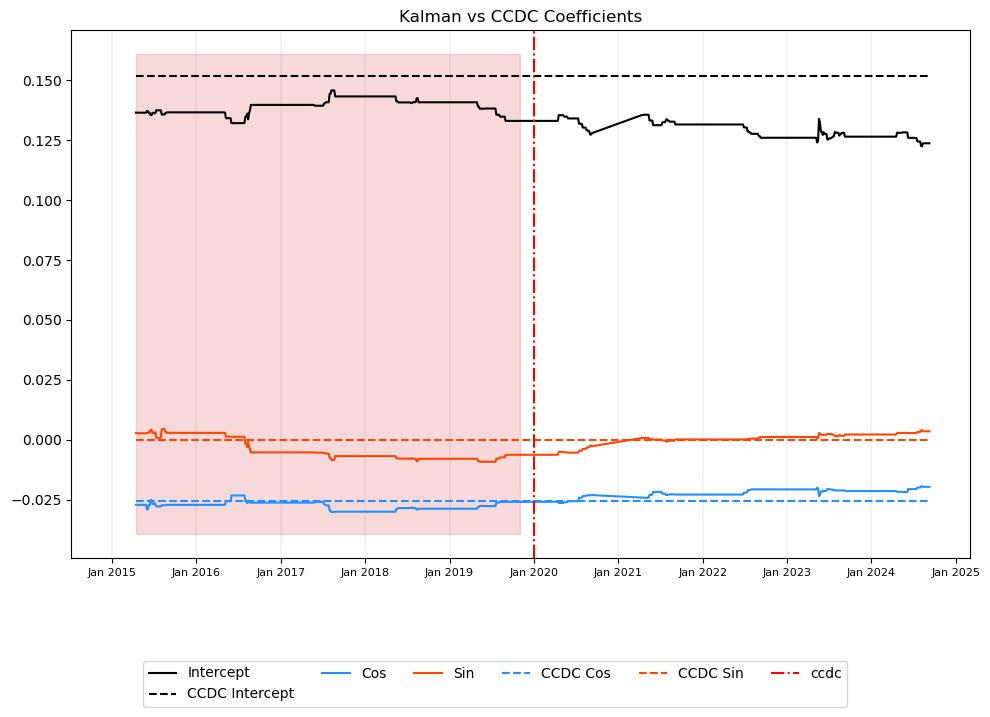 Kalman vs CCDC Coefficients
0.150
0.125
0.100
0.075
0.050
0.025
0.000
−0.025
Jan 2015 Jan 2016 Jan 2017 Jan 2018 Jan 2019 Jan 2020 Jan 2021 Jan 2022 Jan 2023 Jan 2024 Jan 2025
Intercept Cos Sin CCDC Cos CCDC Sin ccdc
CCDC Intercept